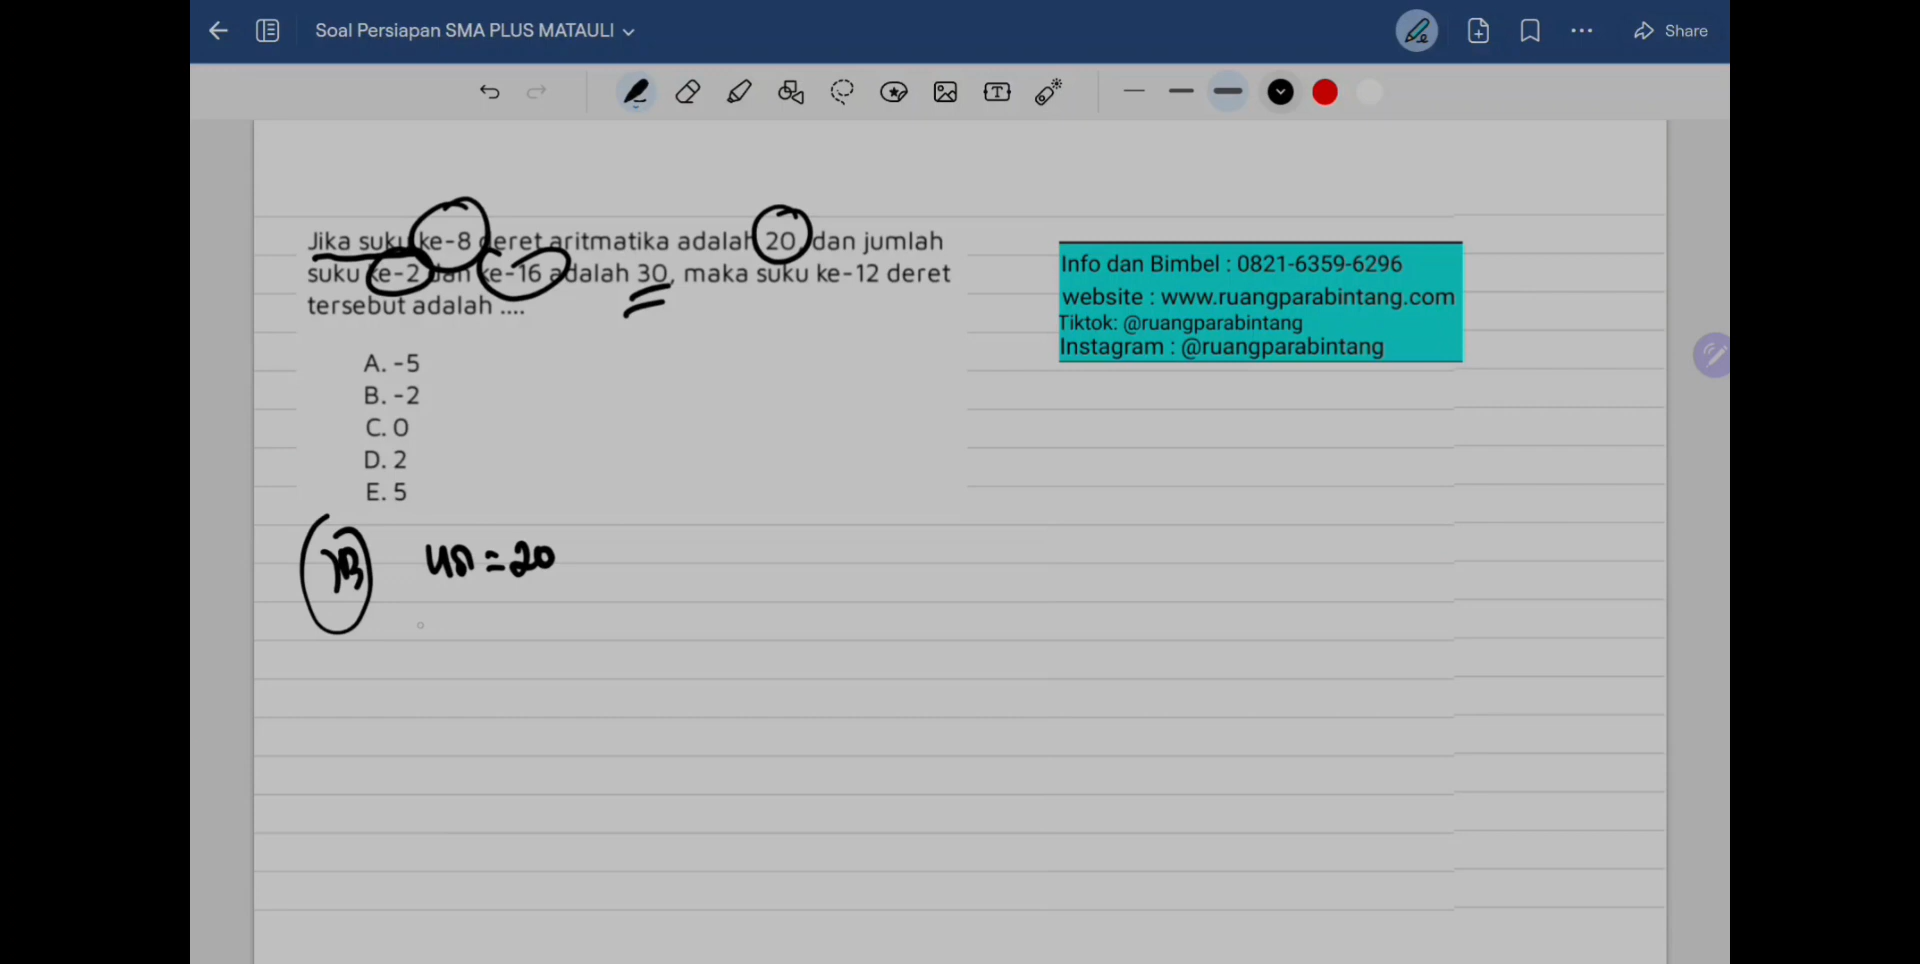 Soal Persiapan SMA PLUS MATAULI
Share
Jika suku ke-8 deret aritmatika adalah 20, dan jumlah
suku ke-2 dan ke-16 adalah 30, maka suku ke-12 deret
tersebut adalah ....
A. -5
B. -2
C. 0
D. 2
E. 5
Info dan Bimbel : 0821-6359-6296
website : www.ruangparabintang.com
Tiktok: @ruangparabintang
Instagram : @ruangparabintang
U8 = 20